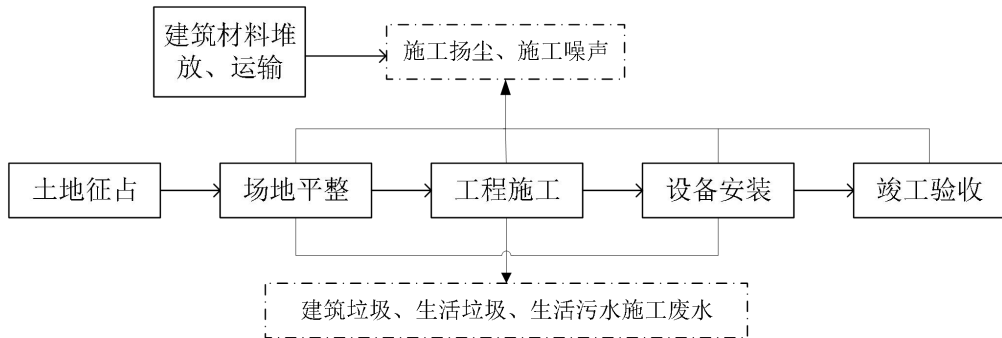 建筑材料堆
放、运输
施工扬尘、施工噪声
土地征占
场地平整
工程施工
设备安装
竣工验收
建筑垃圾、生活垃圾、生活污水施工废水